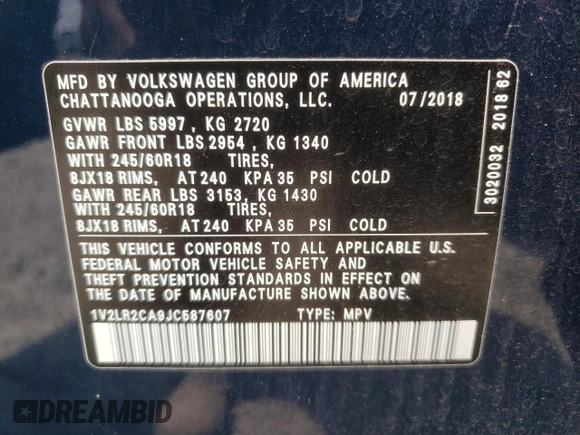 MFD BY VOLKSWAGEN GROUP OF AMERICA
CHATTANOOGA OPERATIONS, LLC. 07/2018
GVWR LBS 5997 , KG 2720
GAWR FRONT LBS 2954 , KG 1340
WITH 245/60R18 TIRES,
8JX18 RIMS, AT 240 KPA 35 PSI COLD
GAWR REAR LBS 3153, KG 1430
WITH 245/60R18 TIRES,
8JX18 RIMS, AT 240 KPA 35 PSI COLD
THIS VEHICLE CONFORMS TO ALL APPLICABLE U.S.
FEDERAL MOTOR VEHICLE SAFETY AND
THEFT PREVENTION STANDARDS IN EFFECT ON
THE DATE OF MANUFACTURE SHOWN ABOVE.
1V2LR2CA9JC587607 TYPE: MPV
3020032 2018 62
DREAMBID